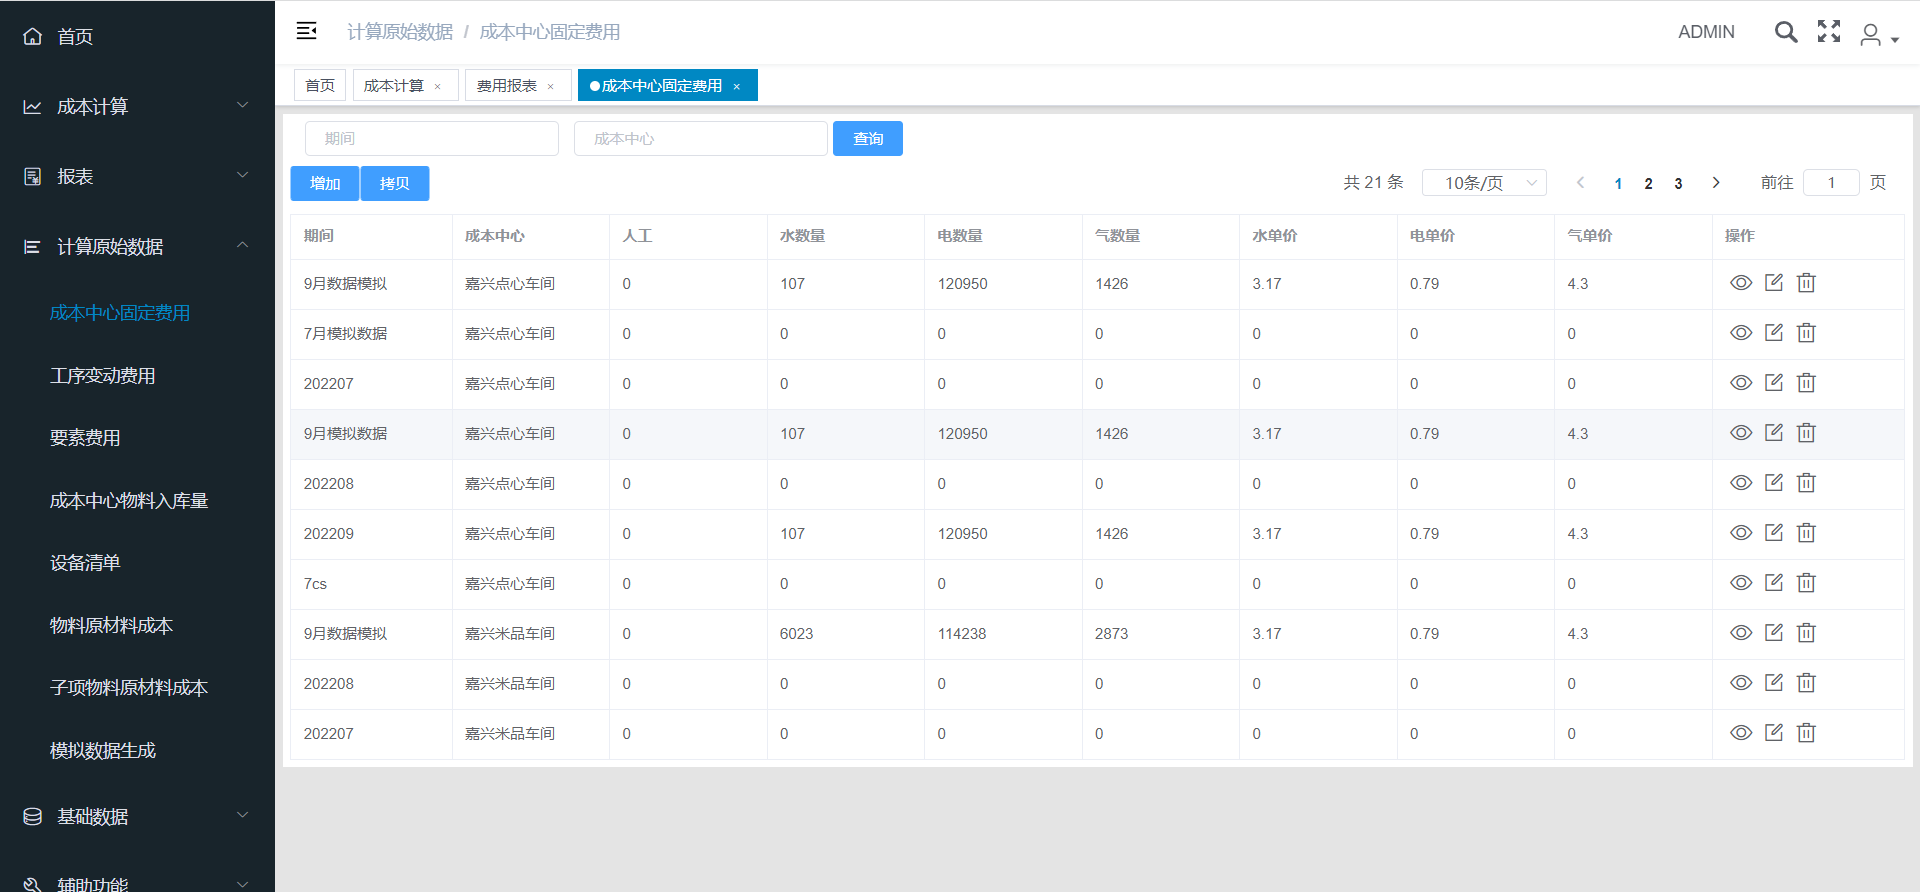 首页
成本计算
报表
计算原始数据
成本中心固定费用
工序变动费用
要素费用
成本中心物料入库量
设备清单
物料原材料成本
子项物料原材料成本
模拟数据生成
基础数据
辅助功能
计算原始数据 / 成本中心固定费用
ADMIN
首页 成本计算 × 费用报表 × 成本中心固定费用 ×
期间 成本中心 查询
增加 拷贝
共 21 条 10条/页 1 2 3 前往 1 页
期间 成本中心 人工 水数量 电数量 气数量 水单价 电单价 气单价 操作
9月数据模拟 嘉兴点心车间 0 107 120950 1426 3.17 0.79 4.3
7月模拟数据 嘉兴点心车间 0 0 0 0 0 0 0
202207 嘉兴点心车间 0 0 0 0 0 0 0
9月模拟数据 嘉兴点心车间 0 107 120950 1426 3.17 0.79 4.3
202208 嘉兴点心车间 0 0 0 0 0 0 0
202209 嘉兴点心车间 0 107 120950 1426 3.17 0.79 4.3
7cs 嘉兴点心车间 0 0 0 0 0 0 0
9月数据模拟 嘉兴米品车间 0 6023 114238 2873 3.17 0.79 4.3
202208 嘉兴米品车间 0 0 0 0 0 0 0
202207 嘉兴米品车间 0 0 0 0 0 0 0